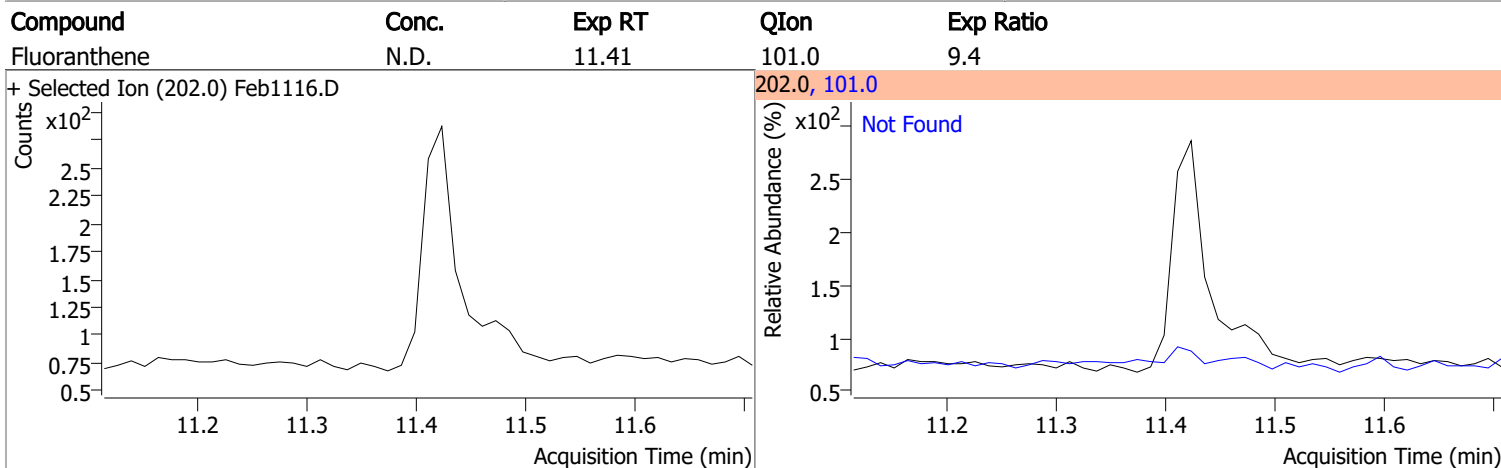 Compound Conc. Exp RT QIon Exp Ratio
Fluoranthene N.D. 11.41 101.0 9.4
+ Selected Ion (202.0) Feb1116.D
Counts
x10²
2.5
2.25
2
1.75
1.5
1.25
1
0.75
0.5
11.2 11.3 11.4 11.5 11.6
Acquisition Time (min)
202.0, 101.0
Relative Abundance (%)
x10²
Not Found
2.5
2
1.5
1
0.5
11.2 11.3 11.4 11.5 11.6
Acquisition Time (min)